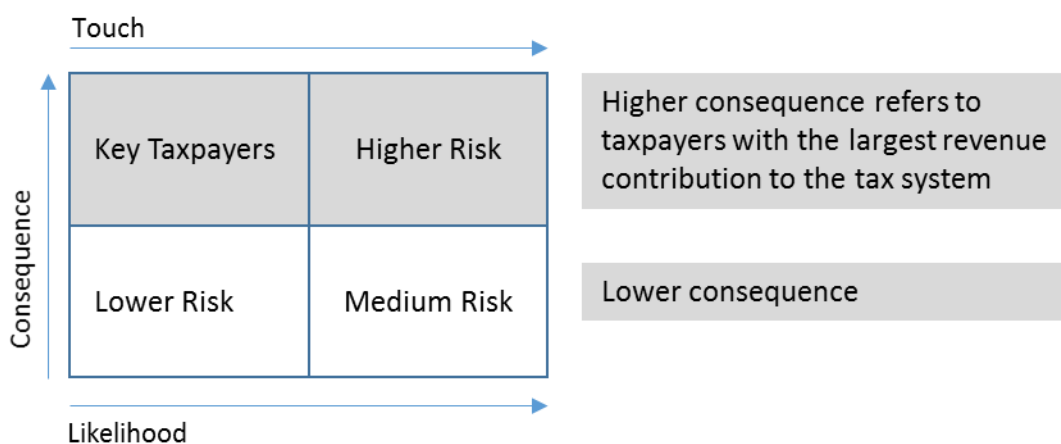 Touch
Consequence
Key Taxpayers
Higher Risk
Higher consequence refers to
taxpayers with the largest revenue
contribution to the tax system
Lower Risk
Medium Risk
Lower consequence
Likelihood